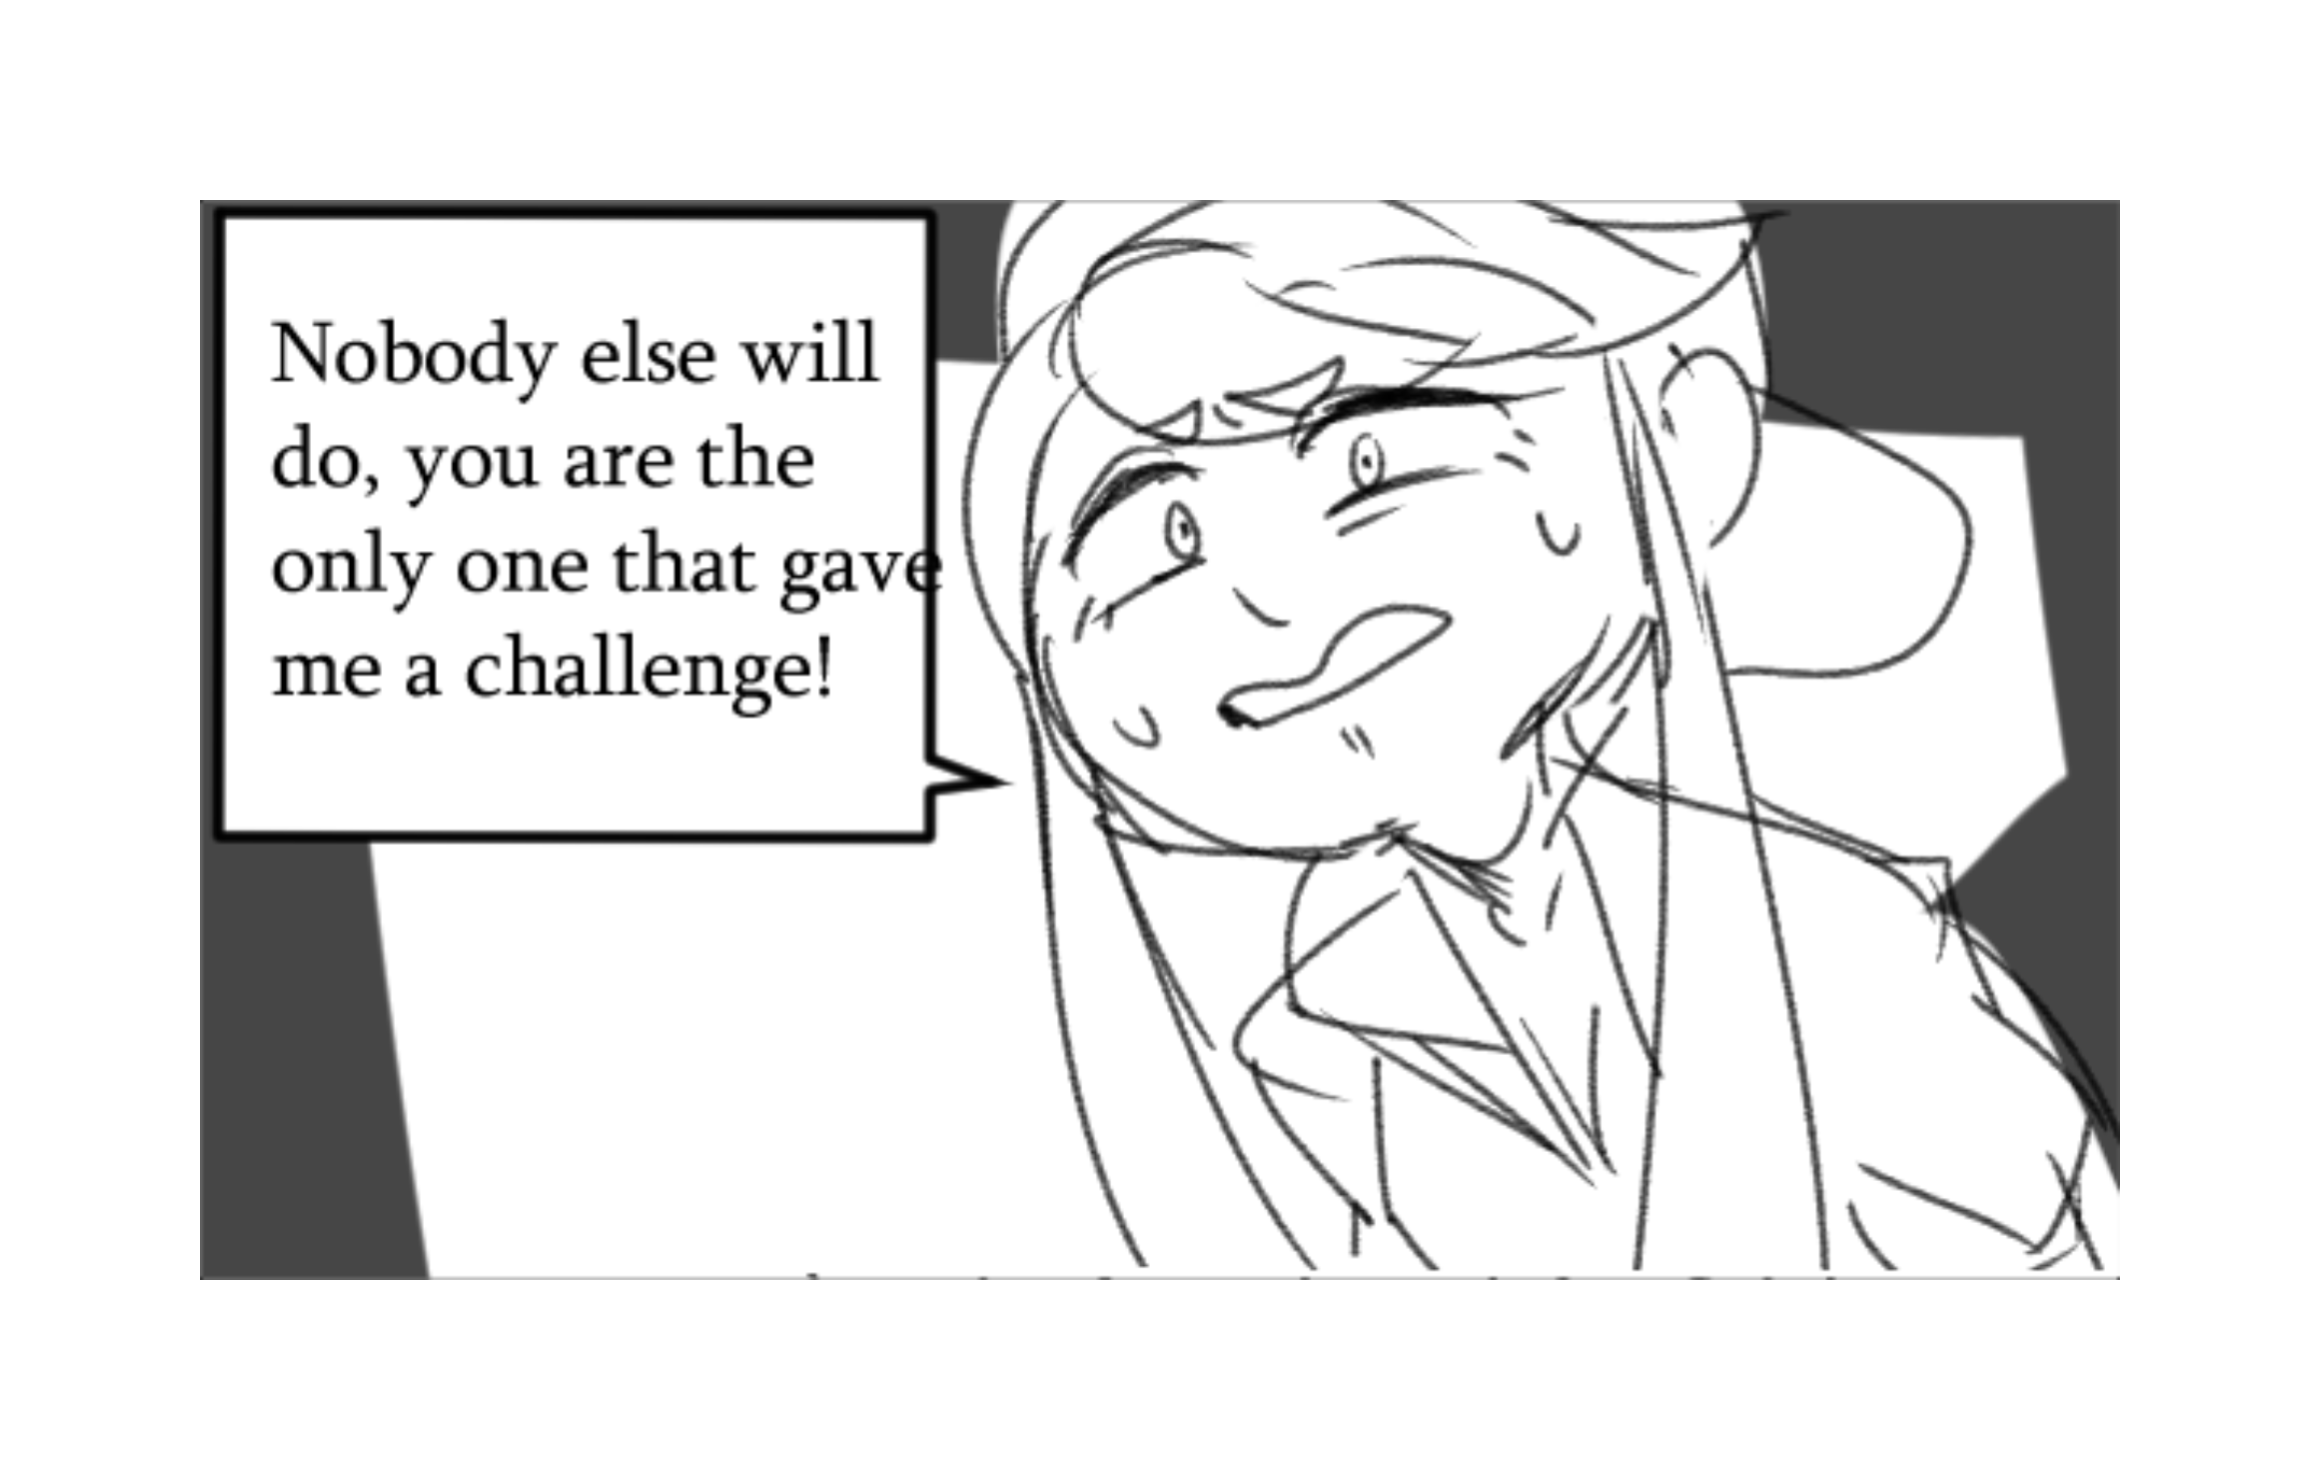 Nobody else will
do, you are the
only one that gave
me a challenge!